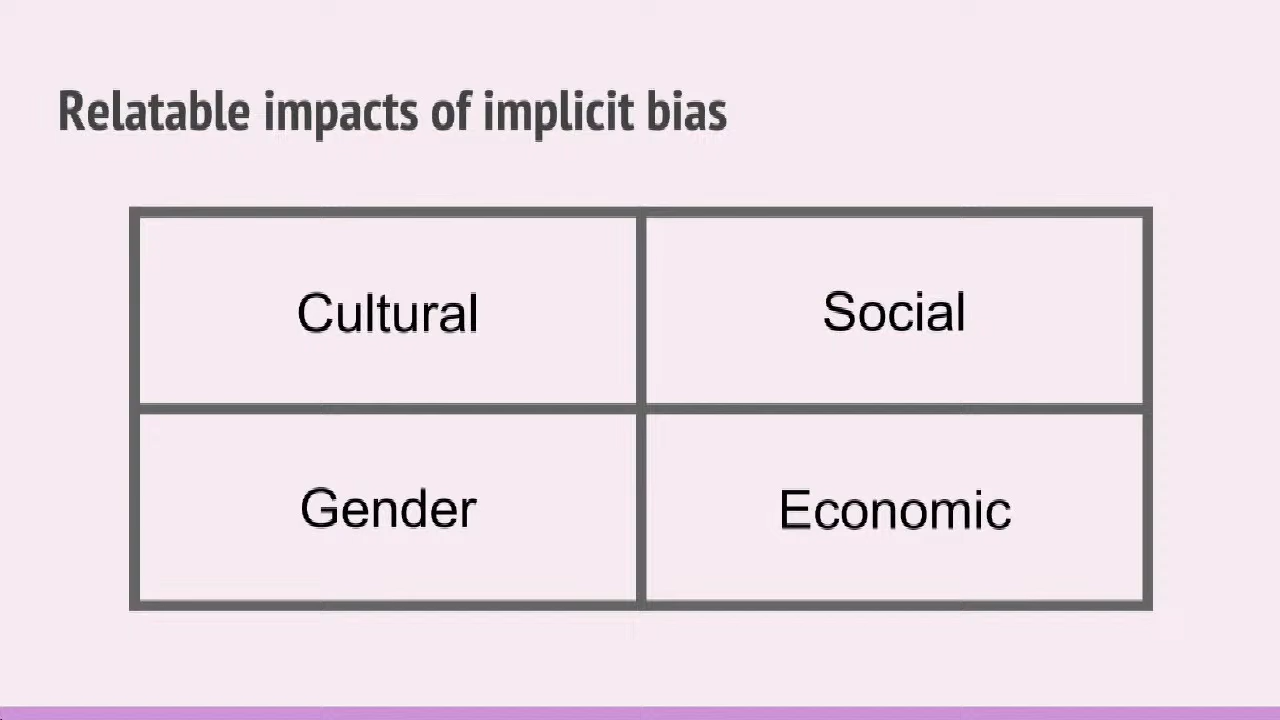 Relatable impacts of implicit bias
Cultural
Social
Gender
Economic